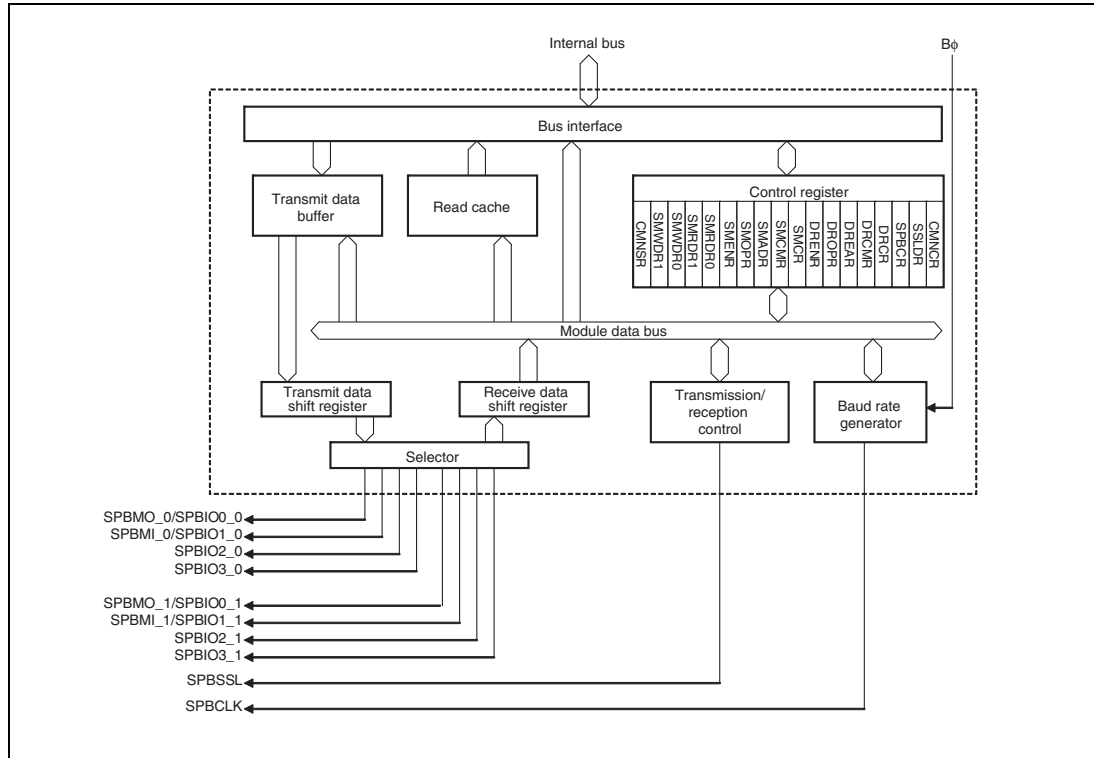 Internal bus
Bφ
Bus interface
Transmit data
buffer
Read cache
Control register
CMNSR
SMWDR1
SMWDR0
SMRDR1
SMRDR0
SMENR
SMOPR
SMADR
SMCMR
SMCR
DRENR
DROPR
DREAR
DRCMR
DRCR
SPBCR
SSLDR
CMNCR
Module data bus
Transmit data
shift register
Receive data
shift register
Transmission/
reception
control
Baud rate
generator
Selector
SPBMO_0/SPBIO0_0
SPBMI_0/SPBIO1_0
SPBIO2_0
SPBIO3_0
SPBMO_1/SPBIO0_1
SPBMI_1/SPBIO1_1
SPBIO2_1
SPBIO3_1
SPBSSL
SPBCLK